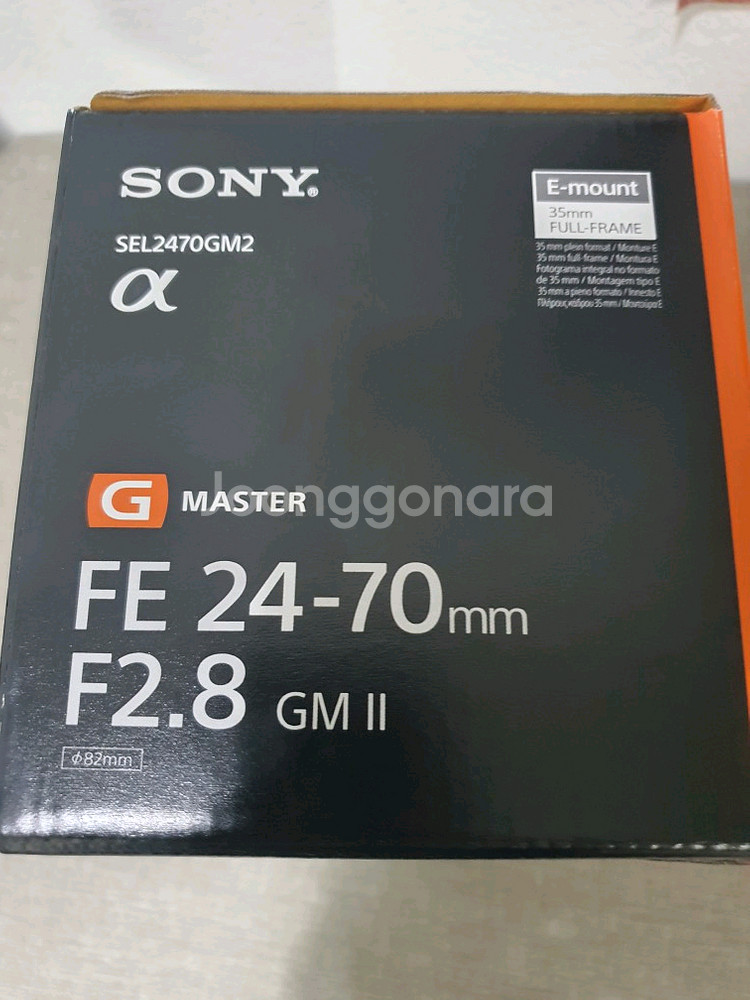 SONY®
SEL2470GM2
α
E-mount
35mm
FULL-FRAME
35 mm plein format / Monture E
35 mm full-frame / Montura E
Fotograma integral no formato
de 35 mm / Montagem tipo E
35 mm a pieno formato / Innesto E
Πλήρους κάδρου 35 mm / Μοντούρα E
G MASTER
Joonggonara
FE 24-70mm
F2.8 GM II
ϕ82mm